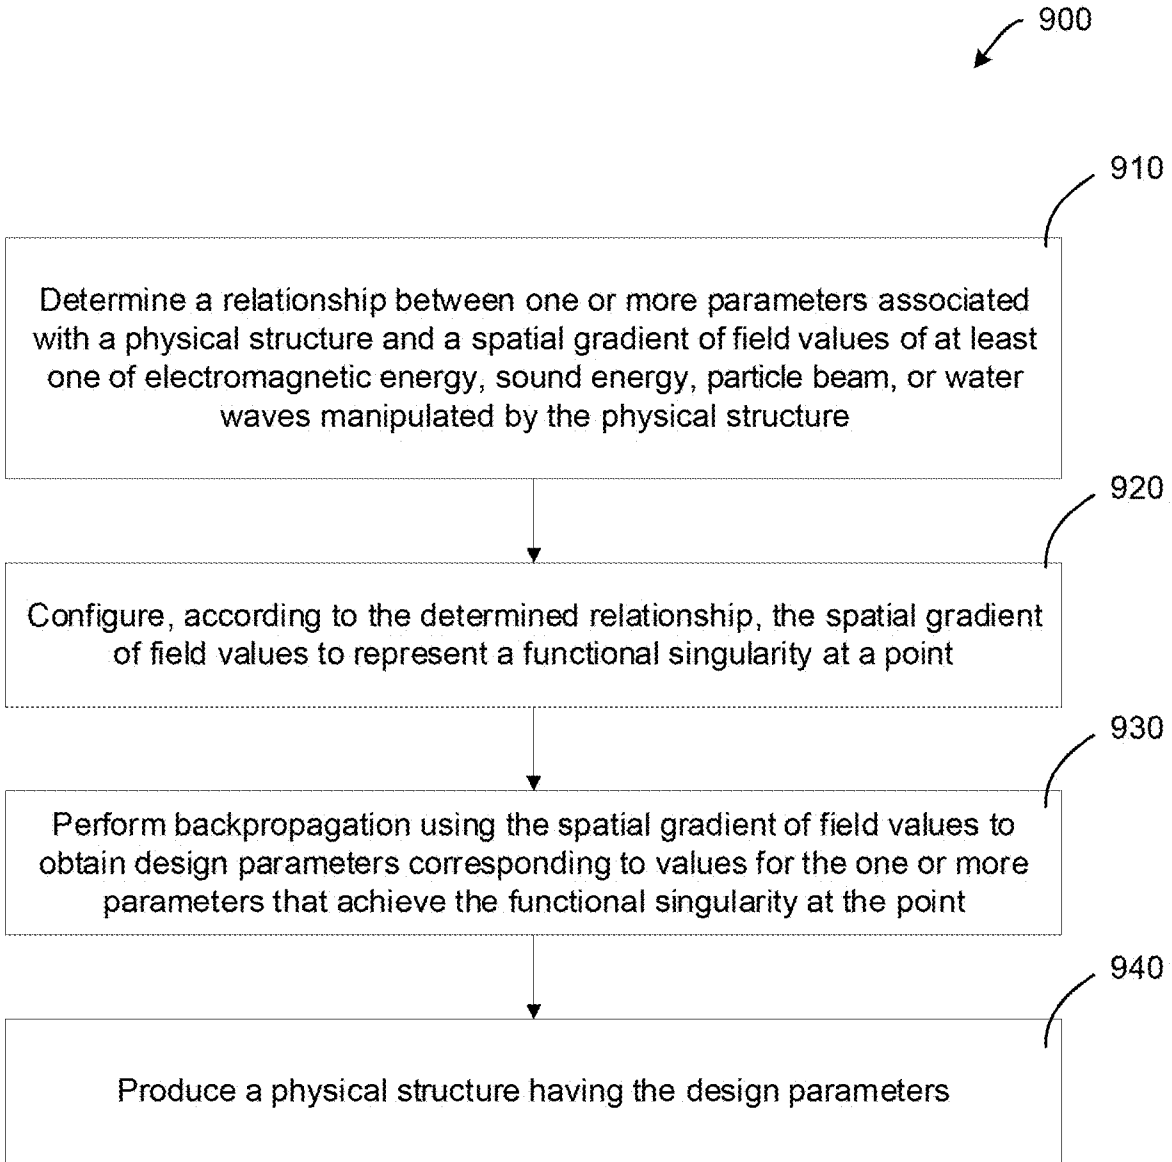 900
910
Determine a relationship between one or more parameters associated
with a physical structure and a spatial gradient of field values of at least
one of electromagnetic energy, sound energy, particle beam, or water
waves manipulated by the physical structure
920
Configure, according to the determined relationship, the spatial gradient
of field values to represent a functional singularity at a point
930
Perform backpropagation using the spatial gradient of field values to
obtain design parameters corresponding to values for the one or more
parameters that achieve the functional singularity at the point
940
Produce a physical structure having the design parameters